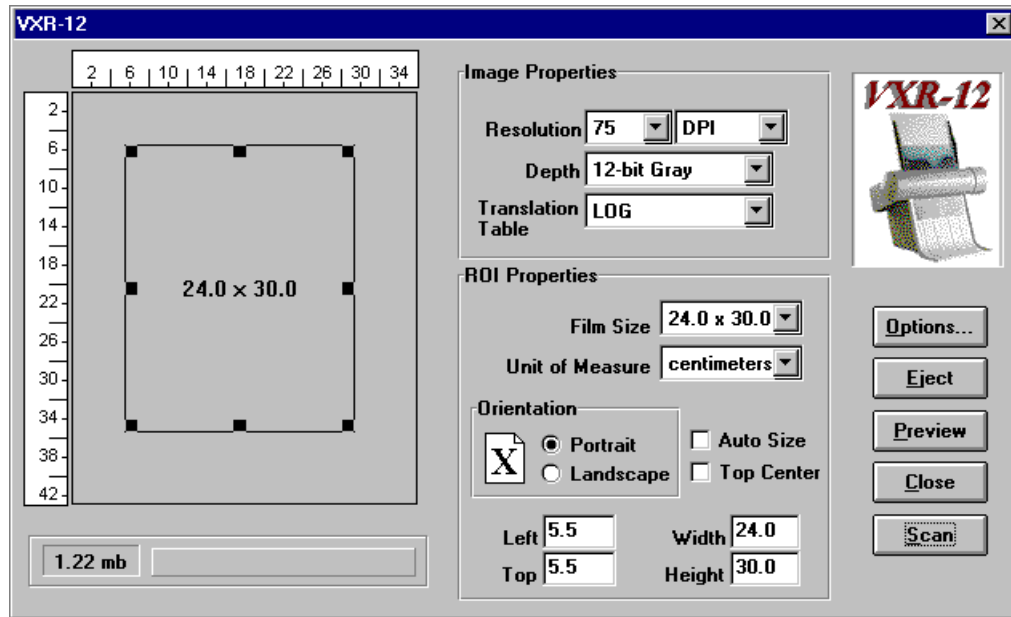 VXR-12
2 6 10 14 18 22 26 30 34
2
6
10
14
18
22
26
30
34
38
42
24.0 × 30.0
1.22 mb
Image Properties
Resolution 75 DPI
Depth 12-bit Gray
Translation Table LOG
ROI Properties
Film Size 24.0 x 30.0
Unit of Measure centimeters
Orientation
X
Portrait
Landscape
Auto Size
Top Center
Left 5.5 Width 24.0
Top 5.5 Height 30.0
VXR-12
Options...
Eject
Preview
Close
Scan